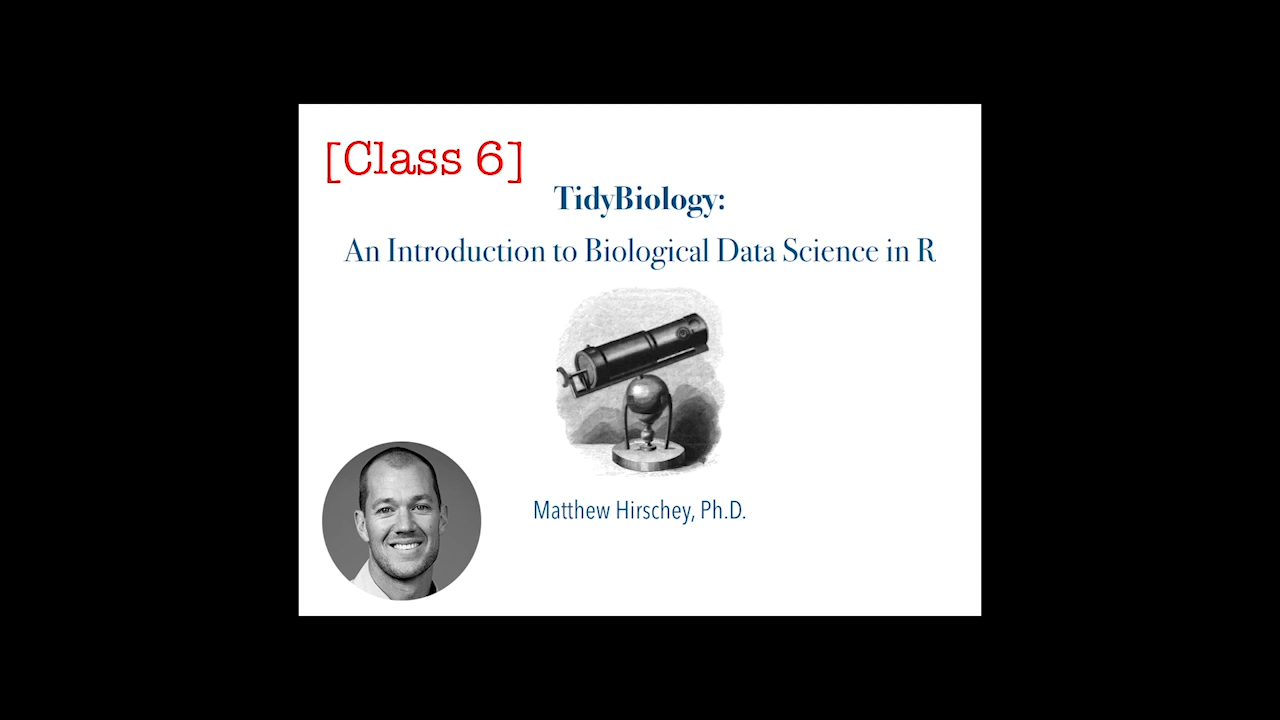 [Class 6]
TidyBiology:
An Introduction to Biological Data Science in R
Matthew Hirschey, Ph.D.